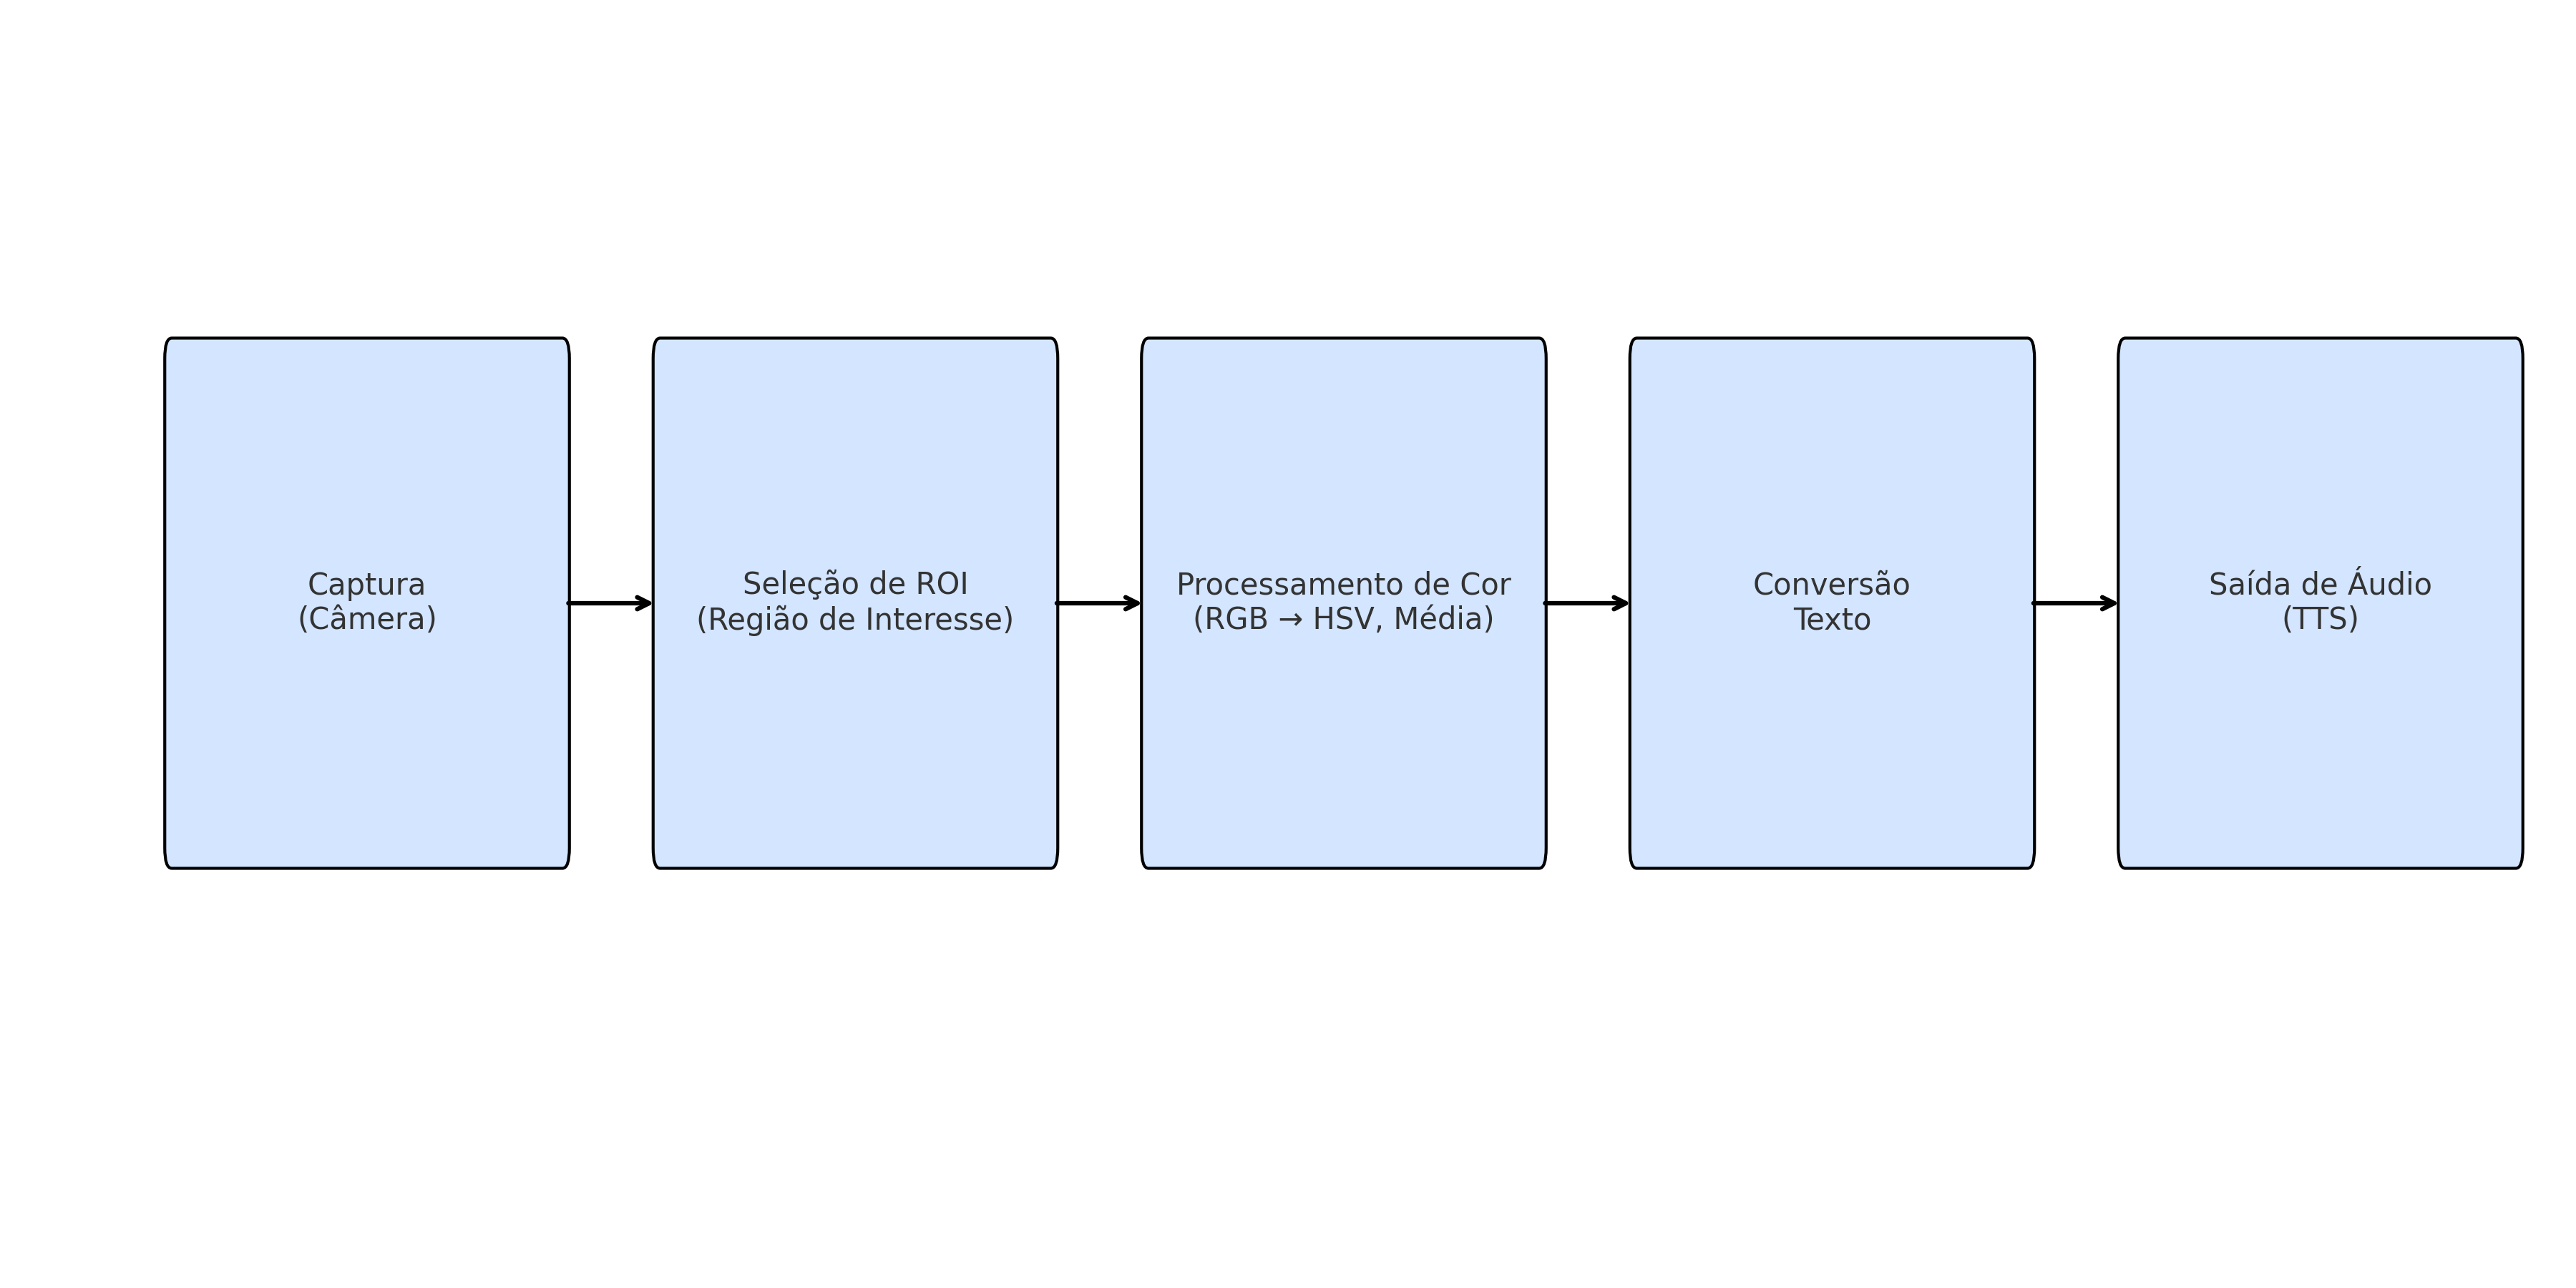 Captura
(Câmera)
Seleção de ROI
(Região de Interesse)
Processamento de Cor
(RGB → HSV, Média)
Conversão
Texto
Saída de Áudio
(TTS)